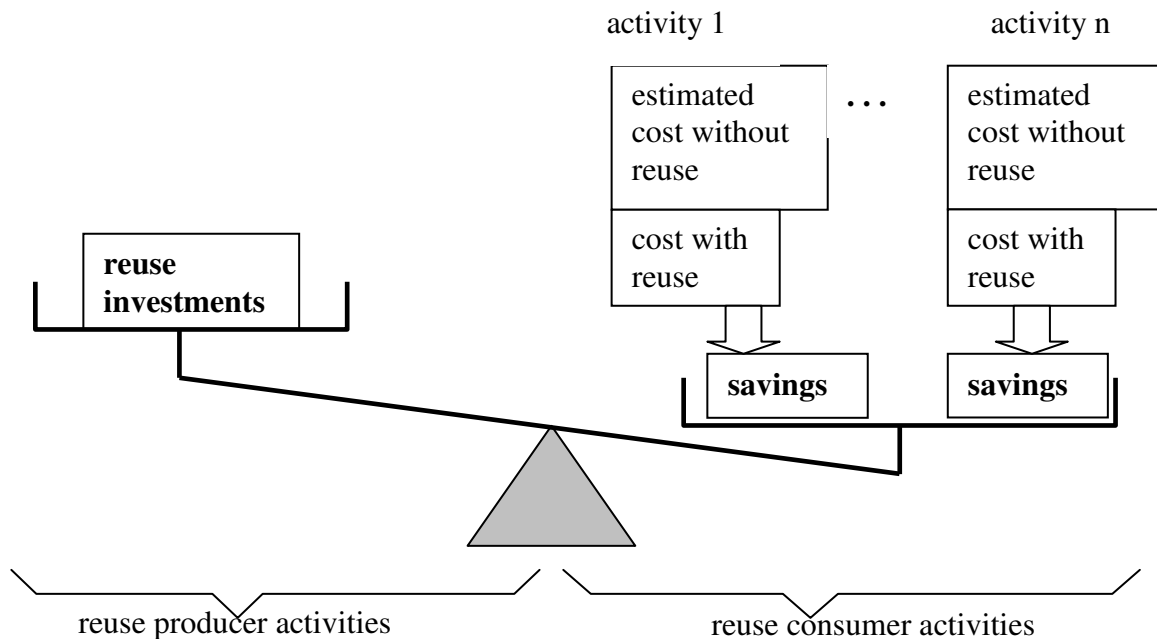 activity 1
activity n
estimated
cost without
reuse
...
estimated
cost without
reuse
cost with
reuse
cost with
reuse
reuse
investments
savings
savings
reuse producer activities
reuse consumer activities